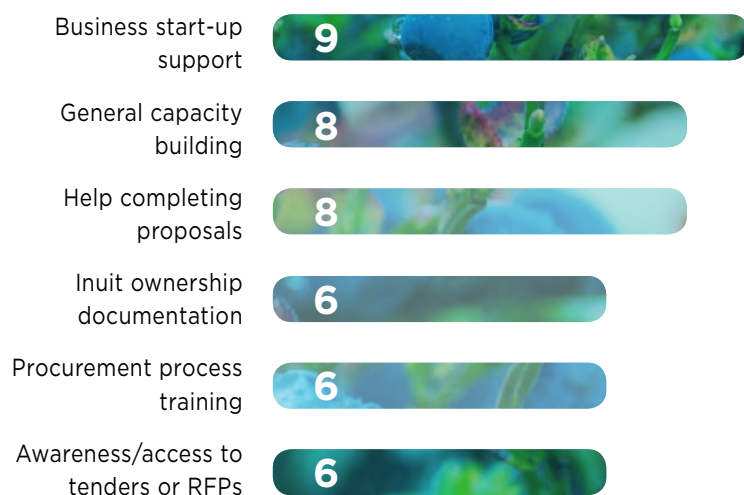 Business start-up
support
9
General capacity
building
8
Help completing
proposals
8
Inuit ownership
documentation
6
Procurement process
training
6
Awareness/access to
tenders or RFPs
6